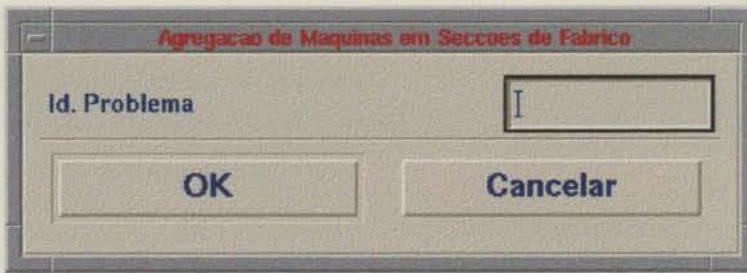 Agregacao de Maquinas em Seccoes de Fabrico
Id. Problema
OK
Cancelar